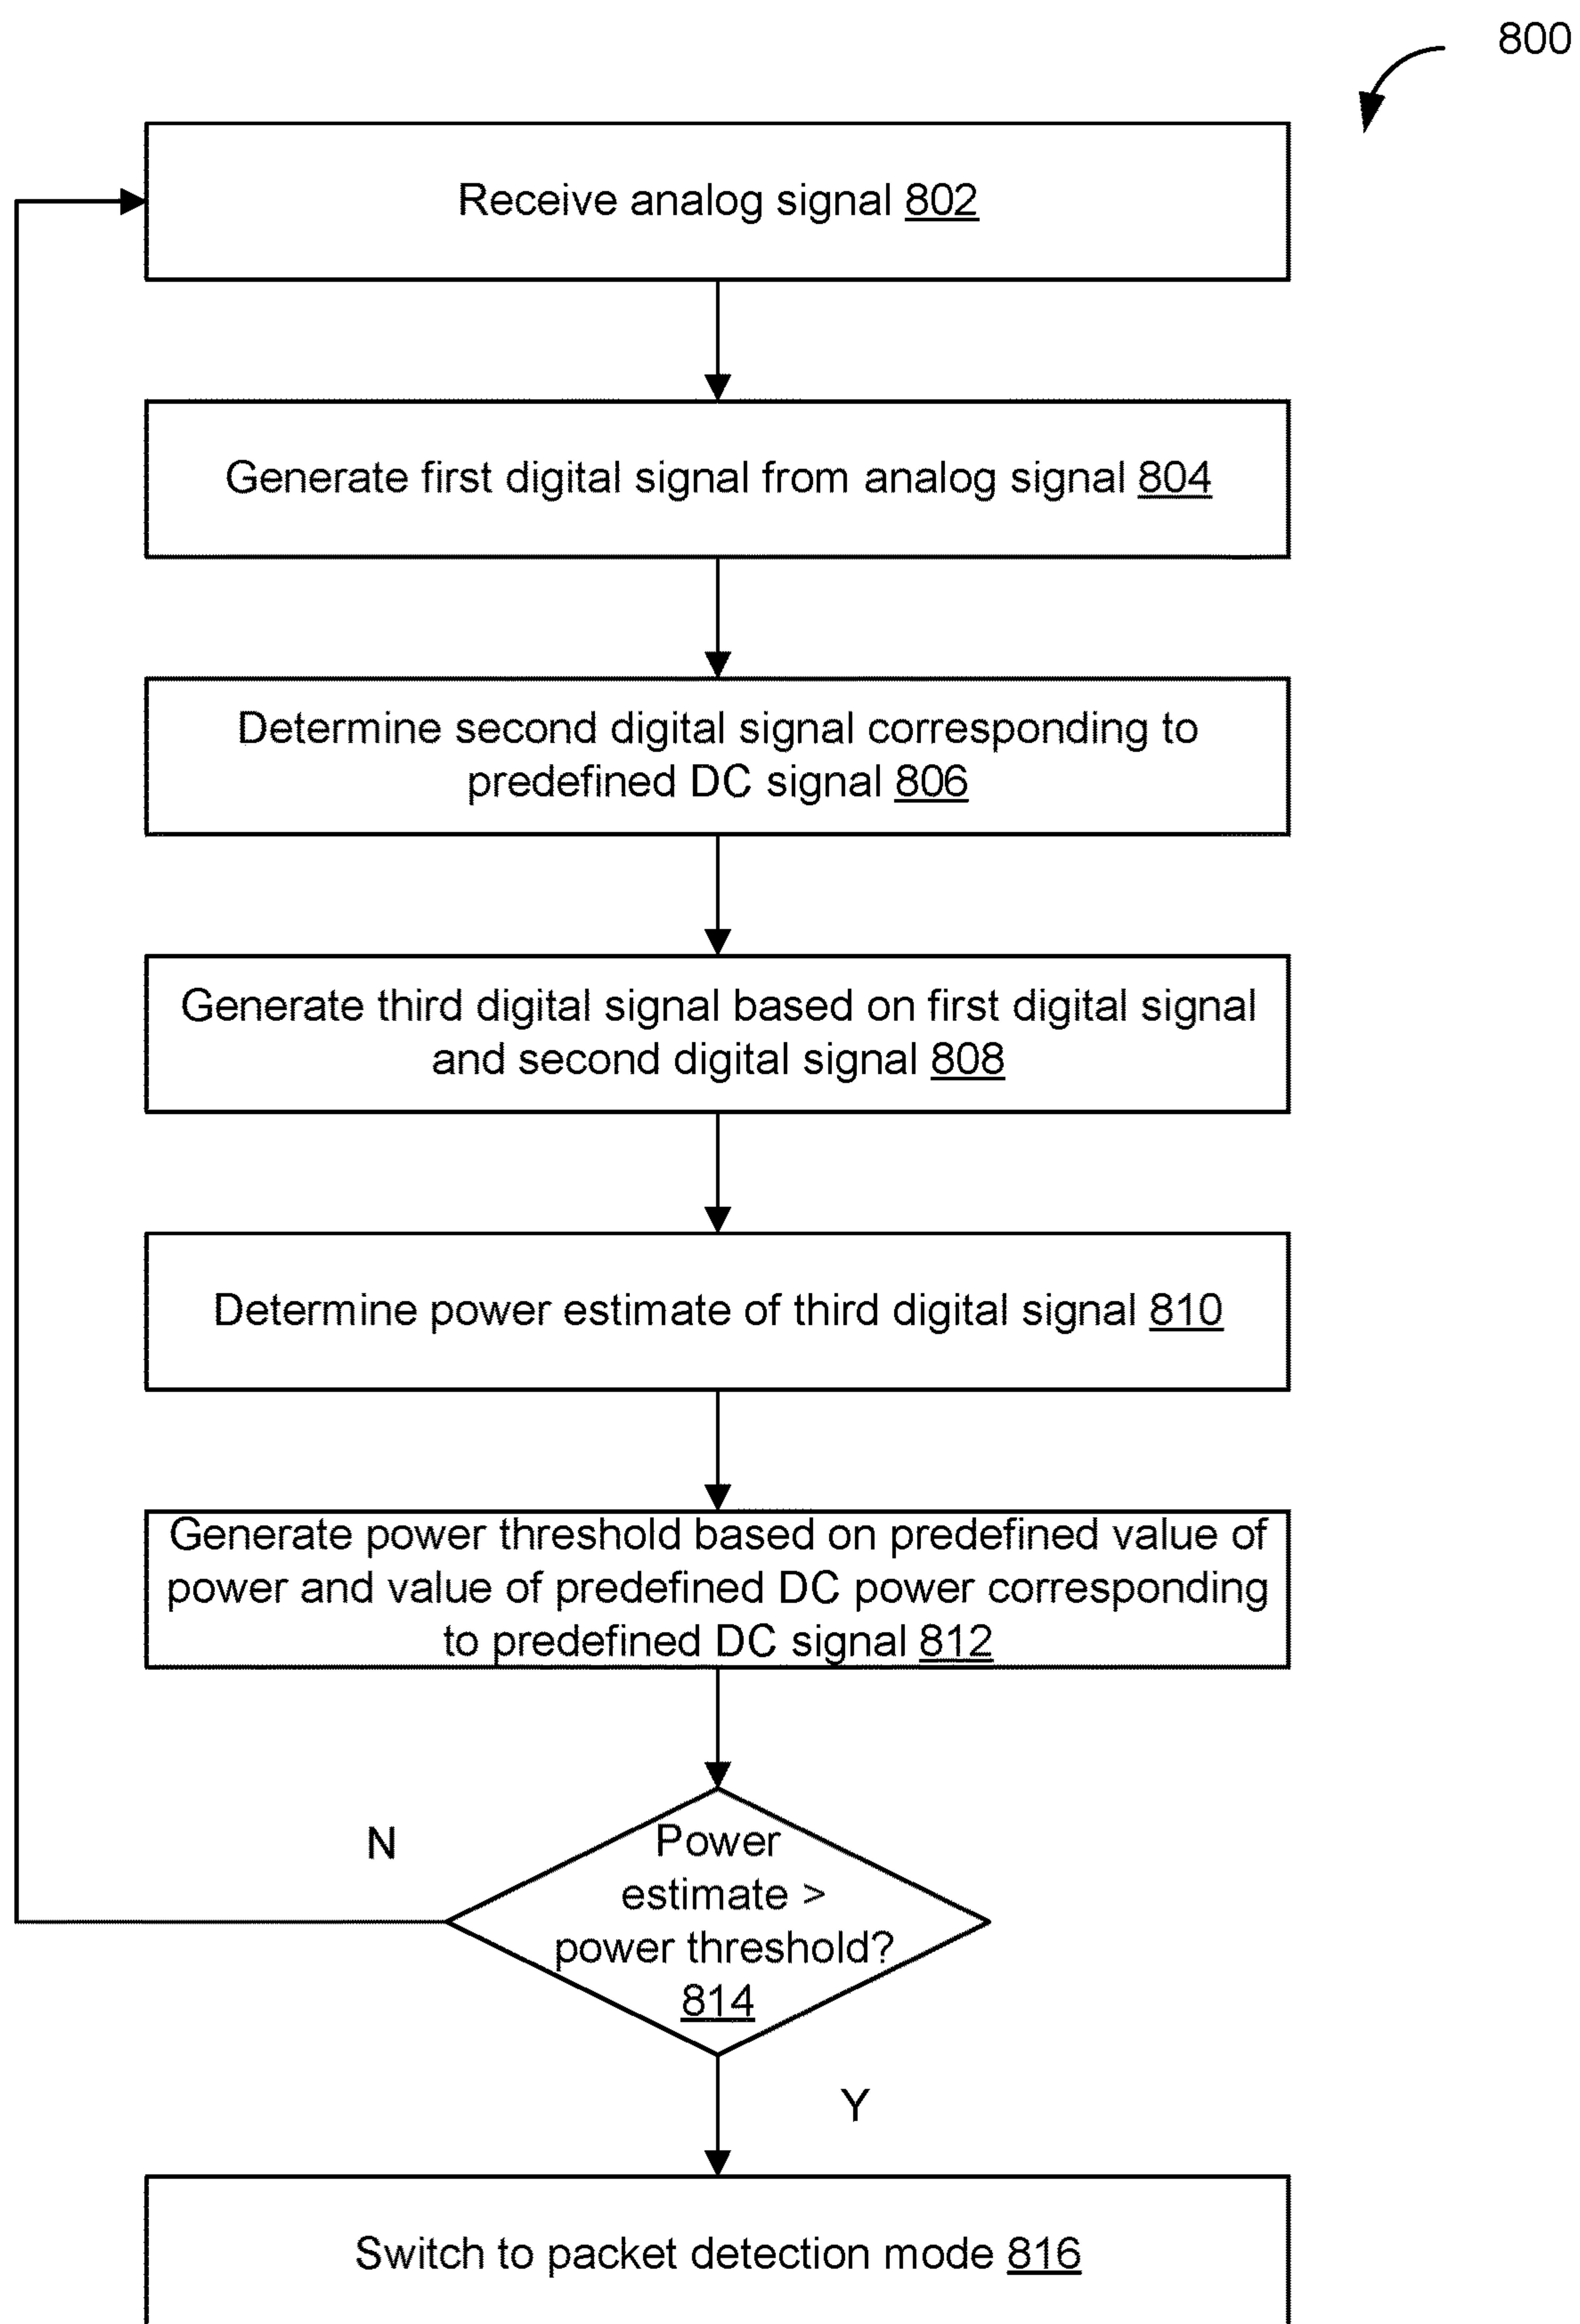 800
Receive analog signal 802
Generate first digital signal from analog signal 804
Determine second digital signal corresponding to
predefined DC signal 806
Generate third digital signal based on first digital signal
and second digital signal 808
Determine power estimate of third digital signal 810
Generate power threshold based on predefined value of
power and value of predefined DC power corresponding
to predefined DC signal 812
N
Power
estimate >
power threshold?
814
Y
Switch to packet detection mode 816